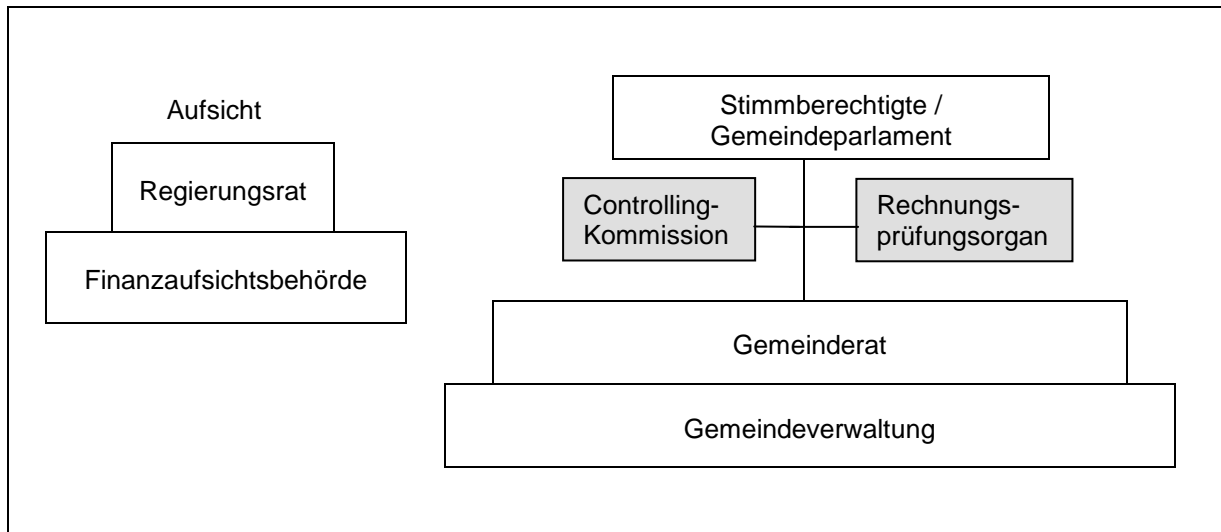 Aufsicht
Regierungsrat
Finanzaufsichtsbehörde
Stimmberechtigte /
Gemeindeparlament
Controlling-
Kommission
Rechnungs-
prüfungsorgan
Gemeinderat
Gemeindeverwaltung